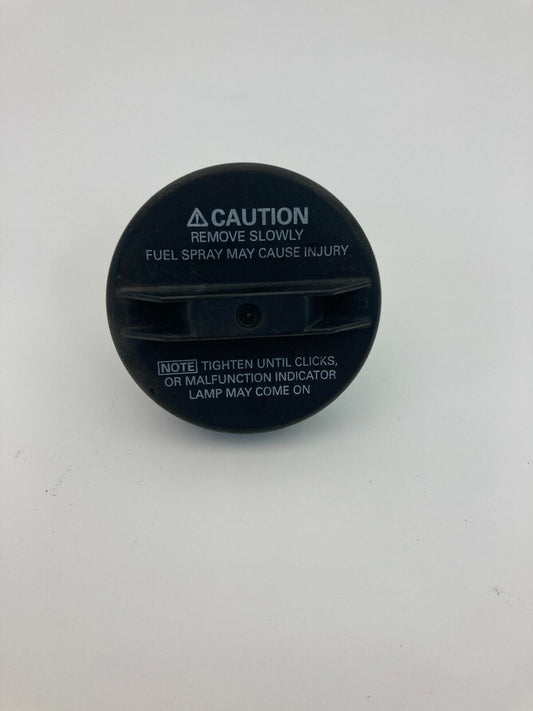 ⚠CAUTION
REMOVE SLOWLY
FUEL SPRAY MAY CAUSE INJURY
NOTE TIGHTEN UNTIL CLICKS,
OR MALFUNCTION INDICATOR
LAMP MAY COME ON